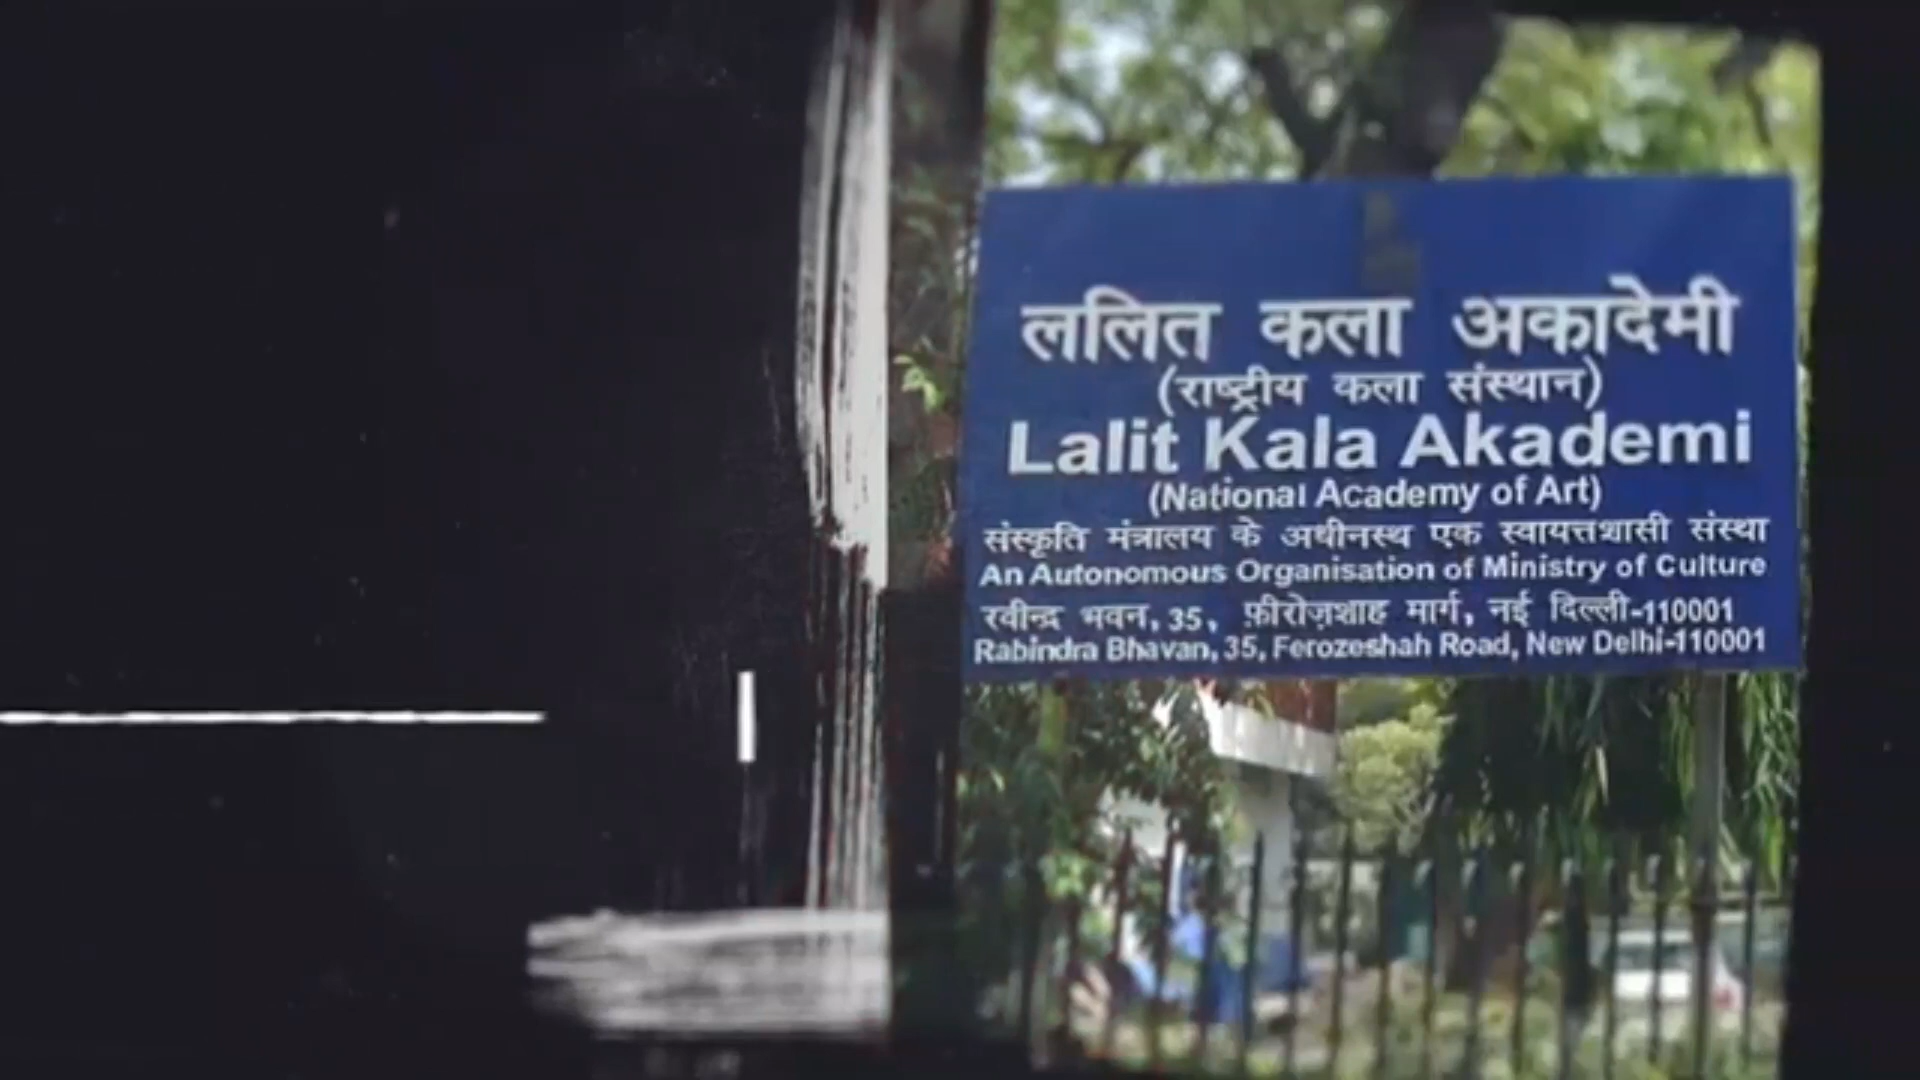 ललित कला अकादेमी
(राष्ट्रीय कला संस्थान)
Lalit Kala Akademi
(National Academy of Art)
संस्कृति मंत्रालय के अधीनस्थ एक स्वायत्तशासी संस्था
An Autonomous Organisation of Ministry of Culture
रवीन्द्र भवन, 35, फ़ीरोज़शाह मार्ग, नई दिल्ली-110001
Rabindra Bhavan, 35, Ferozeshah Road, New Delhi-110001